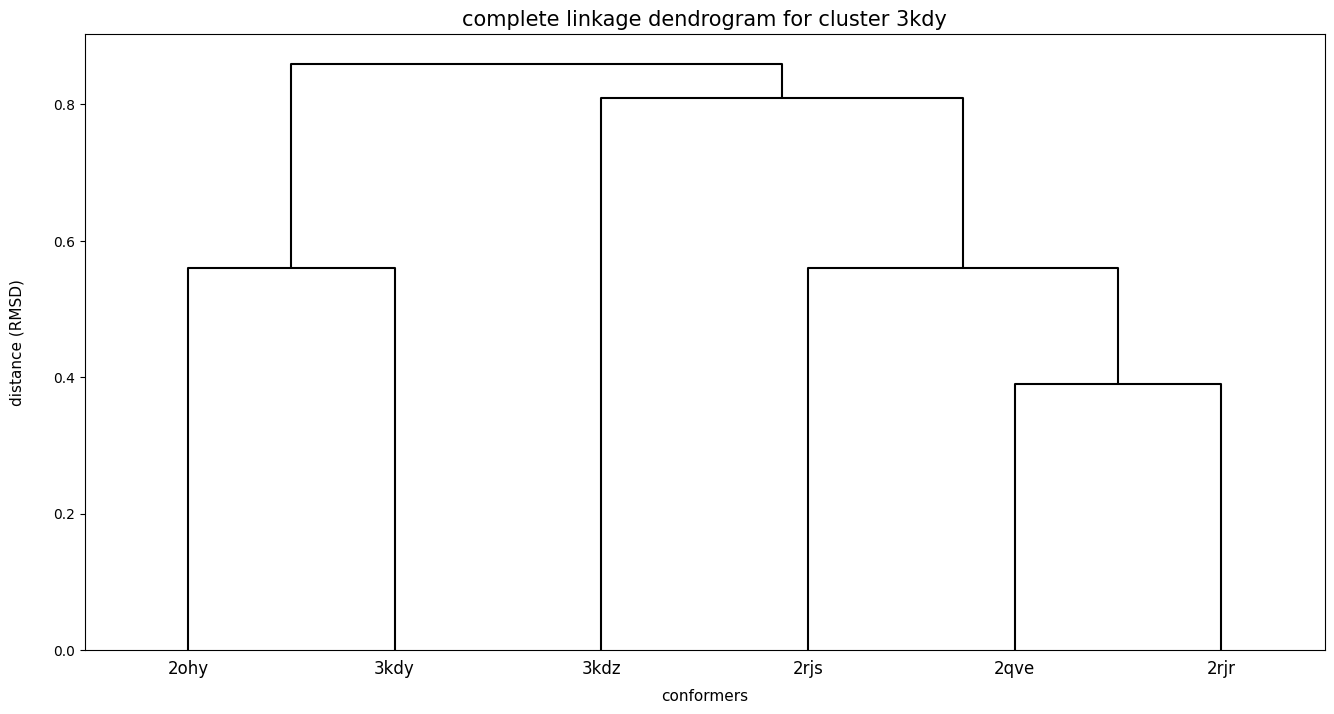 complete linkage dendrogram for cluster 3kdy
0.8
0.6
0.4
0.2
0.0
distance (RMSD)
2ohy 3kdy 3kdz 2rjs 2qve 2rjr
conformers